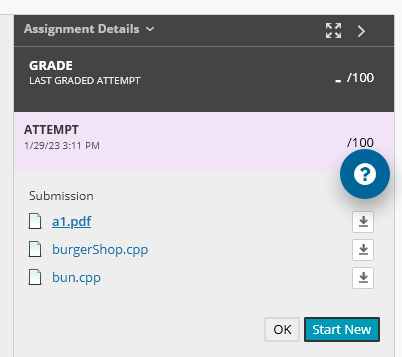 Assignment Details
GRADE
LAST GRADED ATTEMPT
- /100
ATTEMPT
1/29/23 3:11 PM
/100
?
Submission
a1.pdf
burgerShop.cpp
bun.cpp
OK
Start New